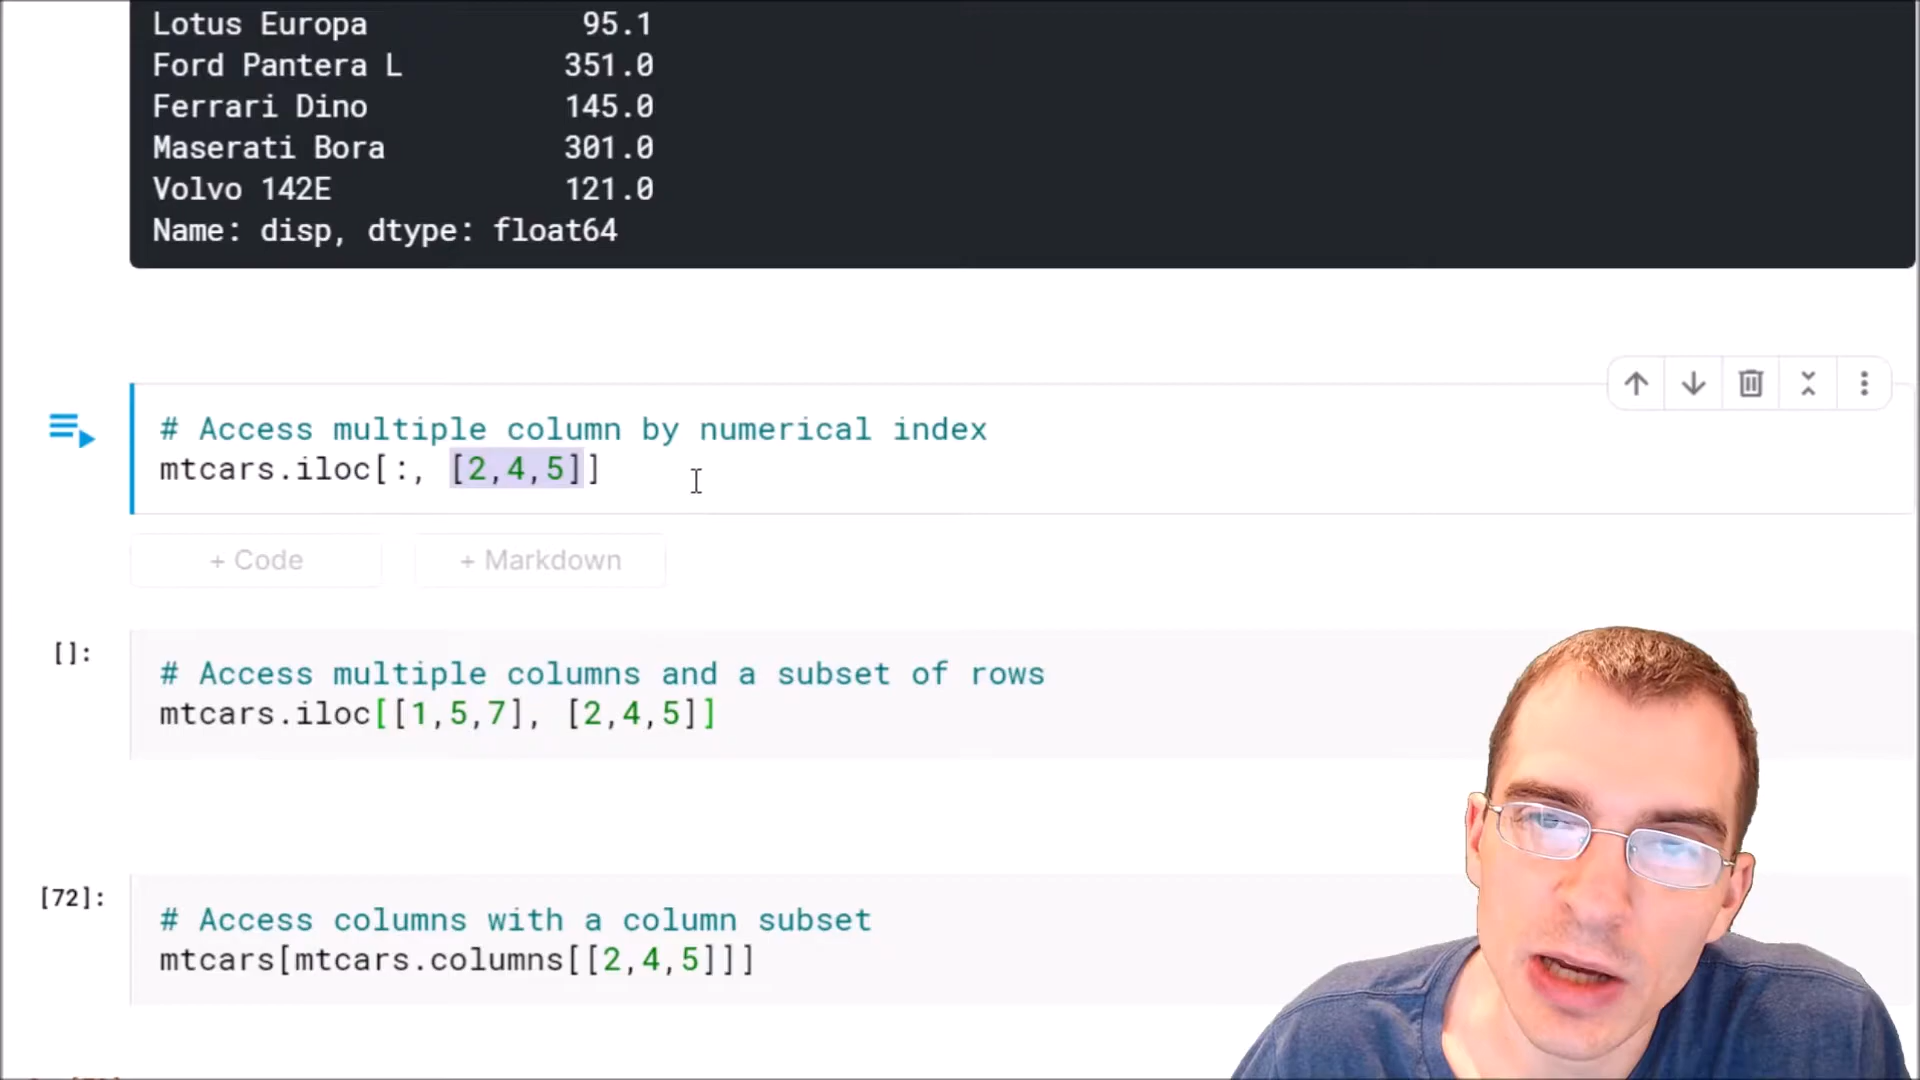 Lotus Europa 95.1
Ford Pantera L 351.0
Ferrari Dino 145.0
Maserati Bora 301.0
Volvo 142E 121.0
Name: disp, dtype: float64
# Access multiple column by numerical index
mtcars.iloc[:, [2,4,5]]
+ Code + Markdown
[]:
# Access multiple columns and a subset of rows
mtcars.iloc[[1,5,7], [2,4,5]]
[72]:
# Access columns with a column subset
mtcars[mtcars.columns[[2,4,5]]]